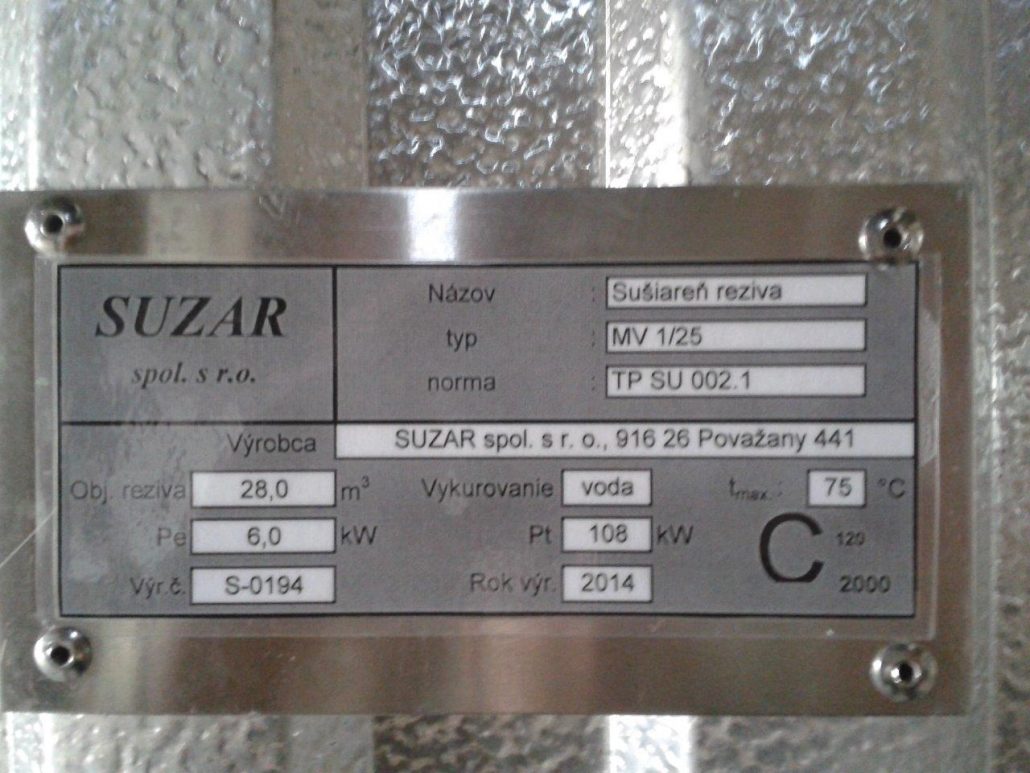 SUZAR
spol. s r.o.
Názov : Sušiareň reziva
typ : MV 1/25
norma : TP SU 002.1
Výrobca SUZAR spol. s r. o., 916 26 Považany 441
Obj. reziva 28,0 m³ Vykurovanie voda tmax. : 75 °C
Pe 6,0 kW Pt 108 kW C 120
Výr.č. S-0194 Rok výr. 2014 2000